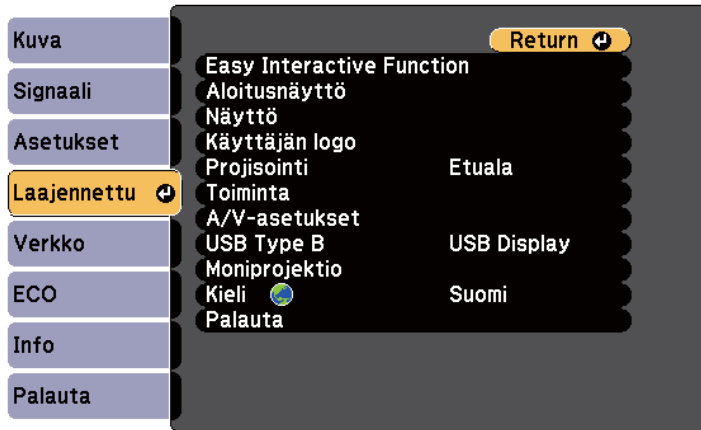 Kuva
Signaali
Asetukset
Laajennettu
Verkko
ECO
Info
Palauta
Return
Easy Interactive Function
Aloitusnäyttö
Näyttö
Käyttäjän logo
Projisointi Etuala
Toiminta
A/V-asetukset
USB Type B USB Display
Moniprojektio
Kieli Suomi
Palauta